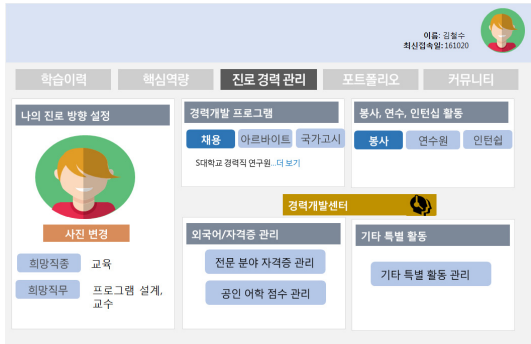 이름: 김철수
최신접속일: 161020
학습이력
핵심역량
진로 경력 관리
포트폴리오
커뮤니티
나의 진로 방향 설정
사진 변경
희망직종 교육
희망직무 프로그램 설계,
교수
경력개발 프로그램
채용 아르바이트 국가고시
S대학교 경력직 연구원...더 보기
봉사, 연수, 인턴십 활동
봉사 연수원 인턴쉽
경력개발센터
외국어/자격증 관리
전문 분야 자격증 관리
공인 어학 점수 관리
기타 특별 활동
기타 특별 활동 관리